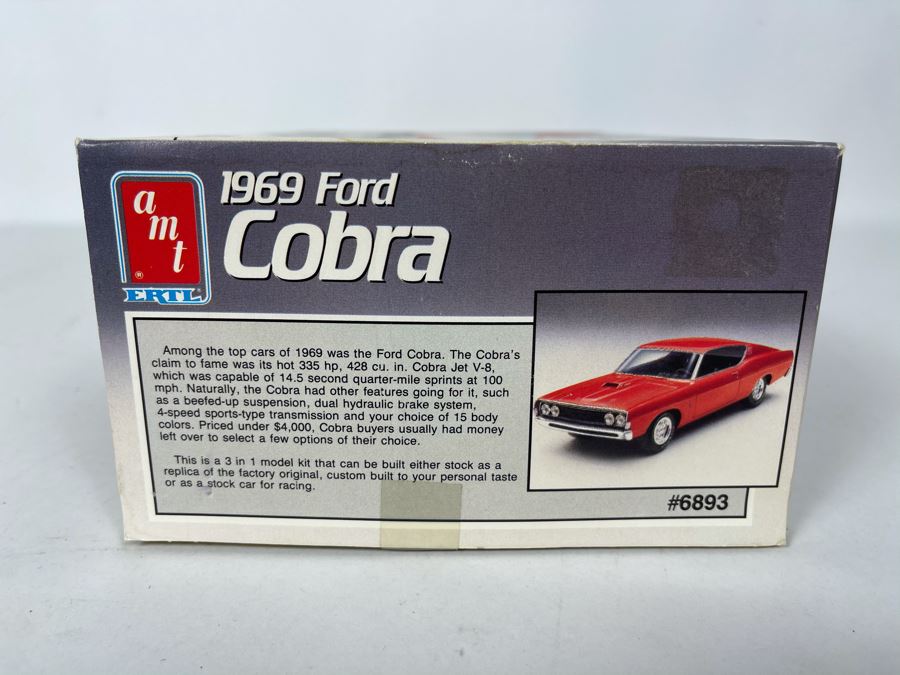 amt
®
ERTL
1969 Ford
Cobra
Among the top cars of 1969 was the Ford Cobra. The Cobra's
claim to fame was its hot 335 hp, 428 cu. in. Cobra Jet V-8,
which was capable of 14.5 second quarter-mile sprints at 100
mph. Naturally, the Cobra had other features going for it, such
as a beefed-up suspension, dual hydraulic brake system,
4-speed sports-type transmission and your choice of 15 body
colors. Priced under $4,000, Cobra buyers usually had money
left over to select a few options of their choice.
This is a 3 in 1 model kit that can be built either stock as a
replica of the factory original, custom built to your personal taste
or as a stock car for racing.
#6893